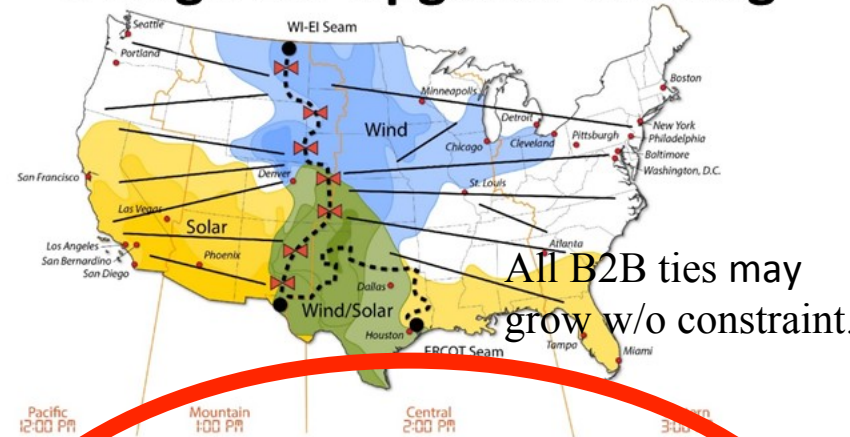 Seattle
WI-EI Seam
Portland
Boston
Minneapolis
Detroit
New York
Wind
Pittsburgh
Philadelphia
Chicago
Cleveland
Baltimore
Washington, D.C.
San Francisco
Denver
St. Louis
Las Vegas
Solar
Los Angeles
San Bernardino
San Diego
Phoenix
Atlanta
All B2B ties may
grow w/o constraint.
Dallas
Wind/Solar
Houston
Tampa
Miami
ERCOT Seam
Pacific
12:00 PM
Mountain
1:00 PM
Central
2:00 PM